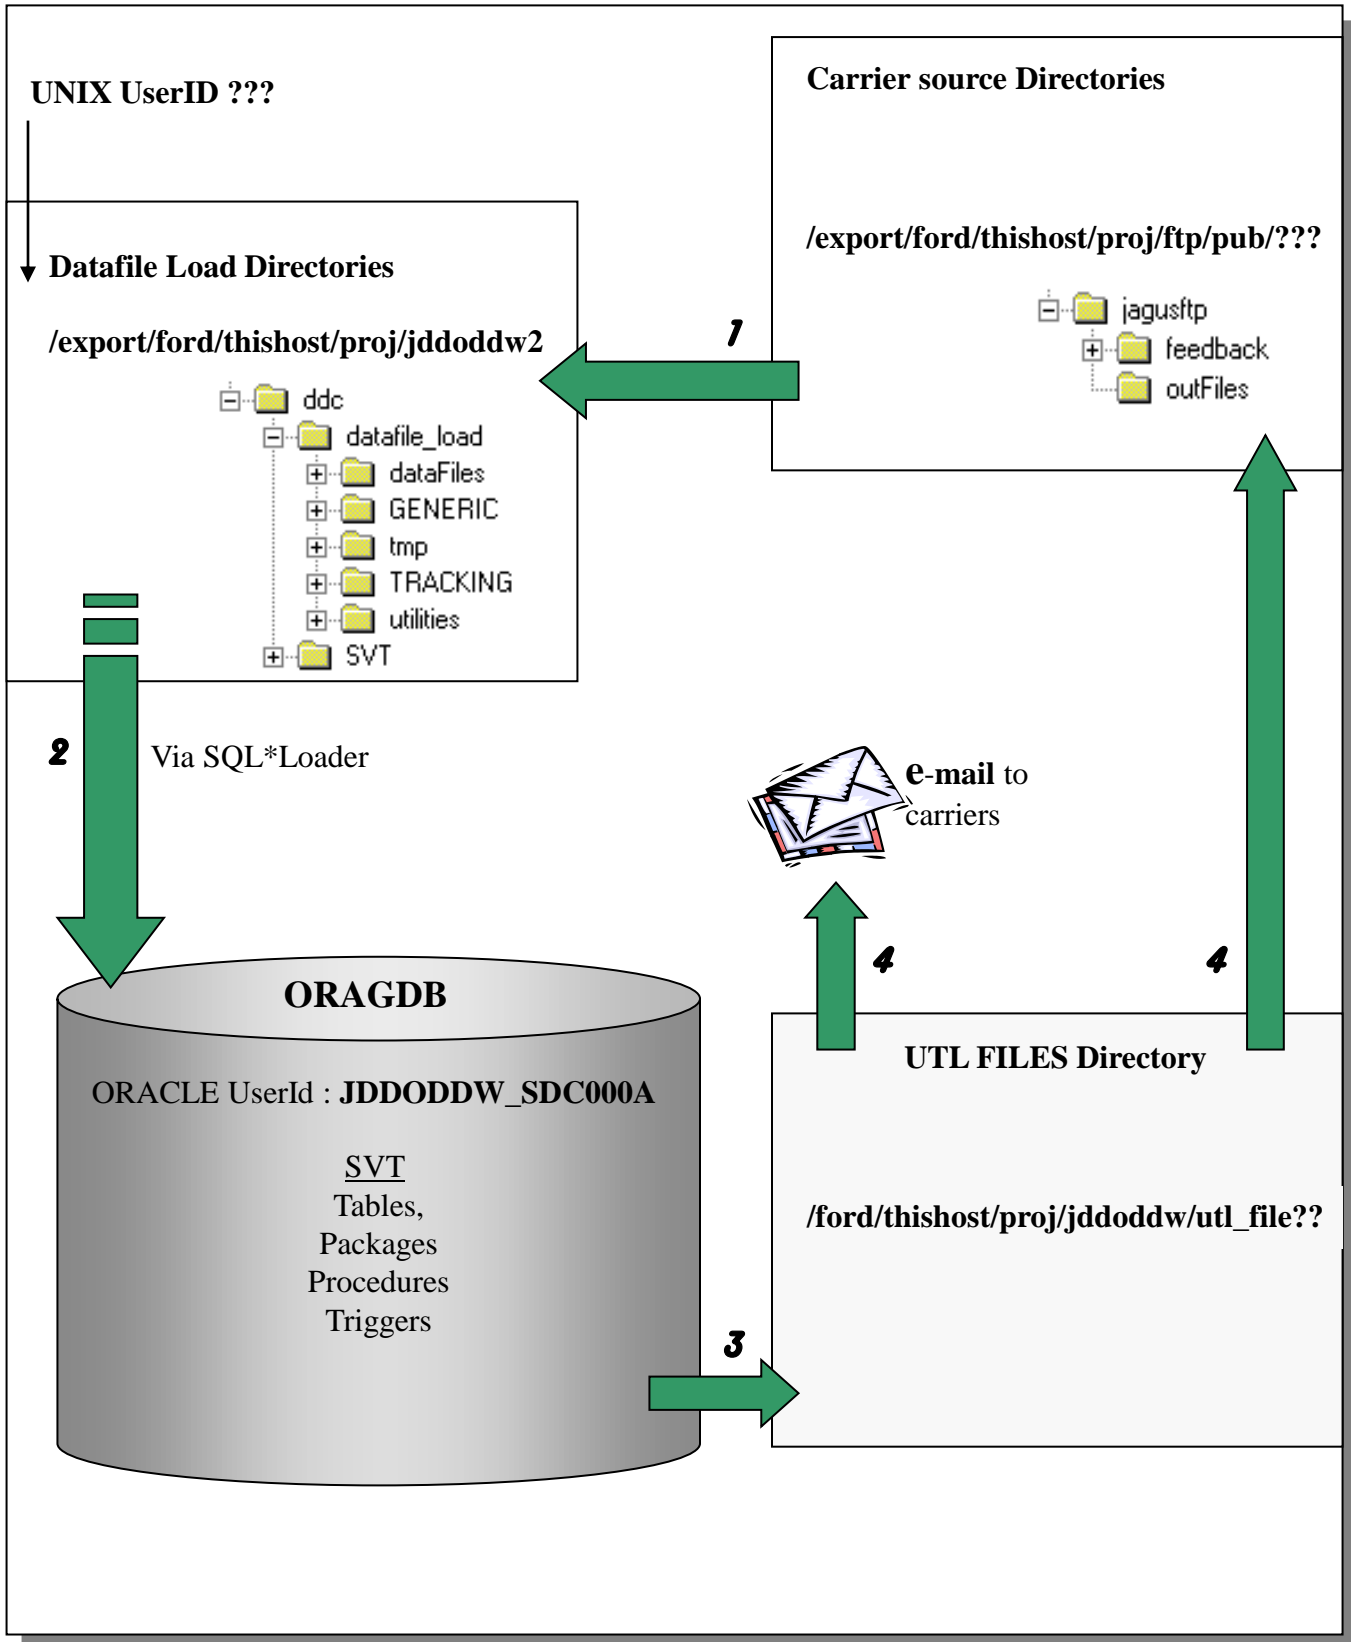 UNIX UserID ???
Carrier source Directories
/export/ford/thishost/proj/ftp/pub/???
jagusftp
feedback
outFiles
Datafile Load Directories
/export/ford/thishost/proj/jddoddw2
ddc
datafile_load
dataFiles
GENERIC
tmp
TRACKING
utilities
SVT
1
2
Via SQL*Loader
e-mail to
carriers
4
4
ORAGDB
ORACLE UserId : JDDODDW_SDC000A
SVT
Tables,
Packages
Procedures
Triggers
3
UTL FILES Directory
/ford/thishost/proj/jddoddw/utl_file??